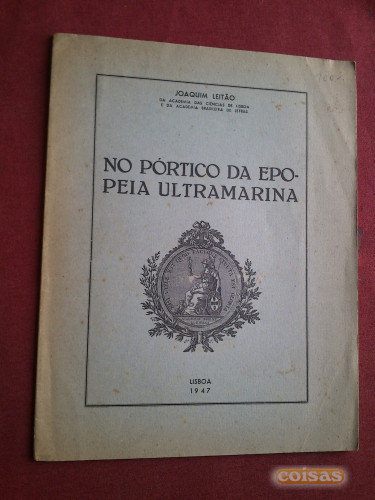 JOAQUIM LEITÃO
DA ACADEMIA DAS CIÊNCIAS DE LISBOA
E DA ACADEMIA BRASILEIRA DE LETRAS
NO PÓRTICO DA EPO-
PEIA ULTRAMARINA
LISBOA
1947
coisas